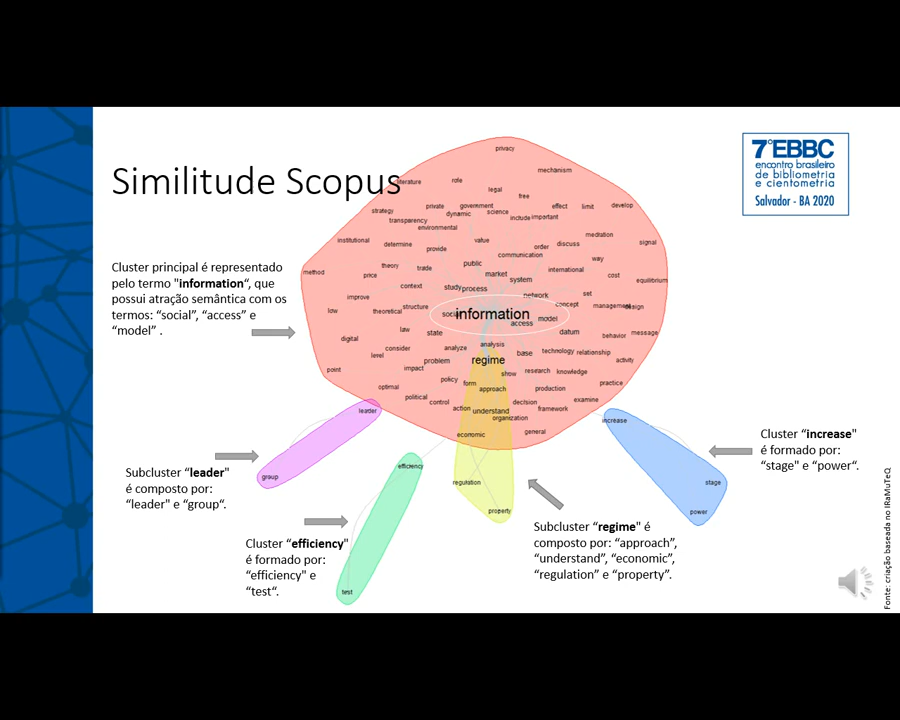 Similitude Scopus
7°EBBC
encontro brasileiro
de bibliometria
e cientometria
Salvador - BA 2020
Cluster principal é representado
pelo termo "information“, que
possui atração semântica com os
termos: “social”, “access” e
“model” .
Subcluster “leader"
é composto por:
“leader” e “group“.
Cluster “efficiency"
é formado por:
“efficiency" e
“test“.
Subcluster “regime" é
composto por: “approach”,
“understand”, “economic”,
“regulation” e “property”.
Cluster “increase"
é formado por:
“stage" e “power“.
Fonte: criação baseada no IRaMuTeQ
privacy
mechanism
literature
role
legal
free
strategy
private
government
effect
limit
develop
dynamic
science
include
important
transparency
environmental
institutional
determine
value
order
discuss
meditation
signal
provide
communication
way
method
theory
trade
public
international
price
market
system
cost
equilibrium
context
study
process
improve
network
set
low
theoretical
structure
social
information
concept
management
design
access
model
law
state
datum
digital
behavior
message
consider
analyze
analysis
level
problem
regime
base
technology
relationship
activity
point
impact
show
research
knowledge
optimal
policy
form
approach
production
practice
political
control
decision
examine
leader
action
understand
framework
organization
increase
economic
general
group
efficiency
regulation
stage
property
power
test